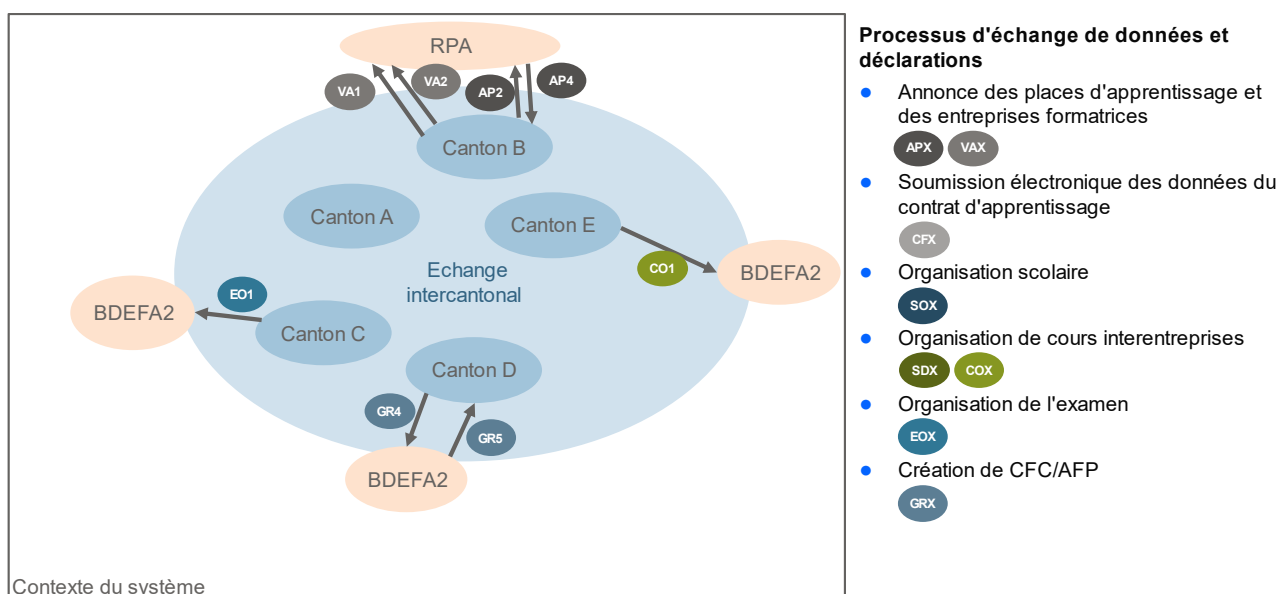 RPA
VA1
VA2
AP2
AP4
Canton B
Canton A
Canton E
CO1
BDEFA2
Echange
intercantonal
EO1
BDEFA2
Canton C
Canton D
GR4
GR5
BDEFA2
Contexte du système
Processus d'échange de données et
déclarations
Annonce des places d'apprentissage et
des entreprises formatrices
APX VAX
Soumission électronique des données du
contrat d'apprentissage
CFX
Organisation scolaire
SOX
Organisation de cours interentreprises
SDX COX
Organisation de l'examen
EOX
Création de CFC/AFP
GRX